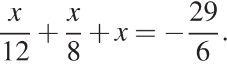 x/12 + x/8 + x = −29/6.